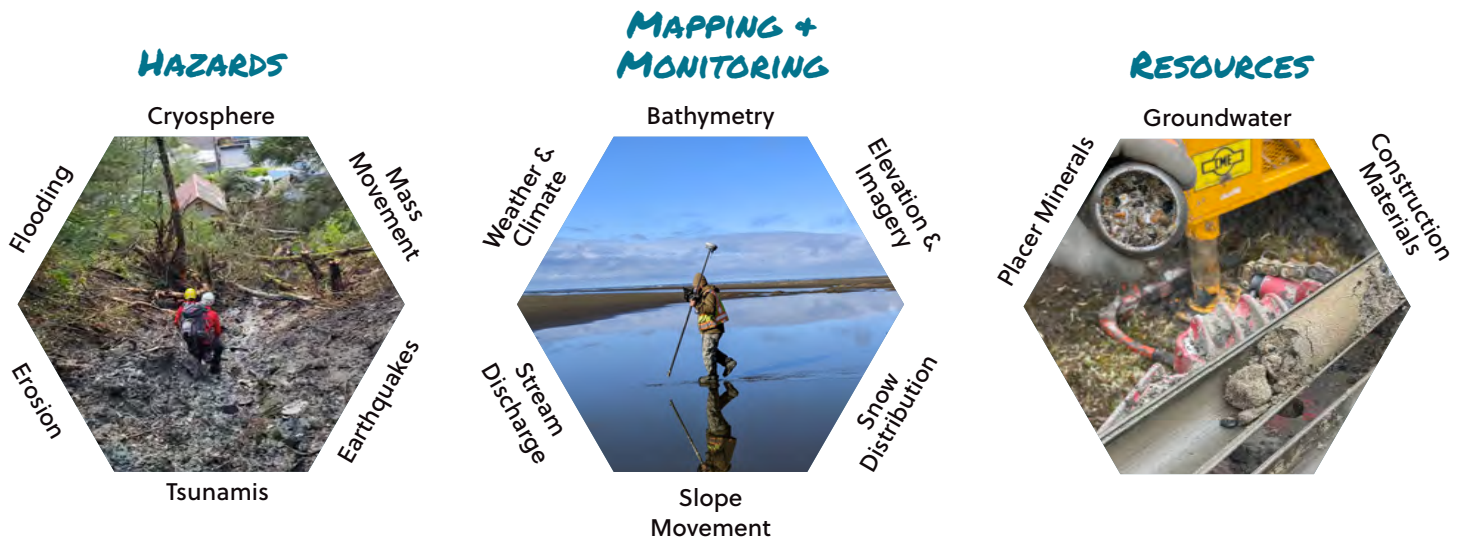 HAZARDS
Cryosphere
Mass
Movement
Earthquakes
Tsunamis
Erosion
Flooding
MAPPING +
MONITORING
Bathymetry
Elevation &
Imagery
Snow
Distribution
Slope
Movement
Stream
Discharge
Weather &
Climate
RESOURCES
Groundwater
Construction
Materials
Placer Minerals
CME